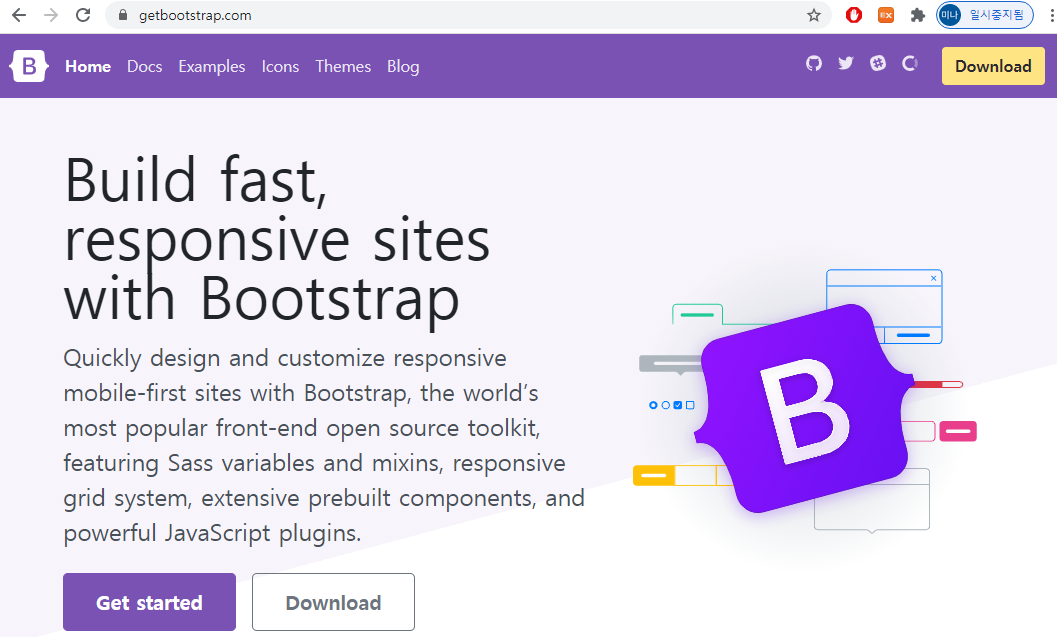 getbootstrap.com
EX
미나 일시중지됨
B Home Docs Examples Icons Themes Blog Download
Build fast,
responsive sites
with Bootstrap
Quickly design and customize responsive
mobile-first sites with Bootstrap, the world's
most popular front-end open source toolkit,
featuring Sass variables and mixins, responsive
grid system, extensive prebuilt components, and
powerful JavaScript plugins.
B
Get started Download